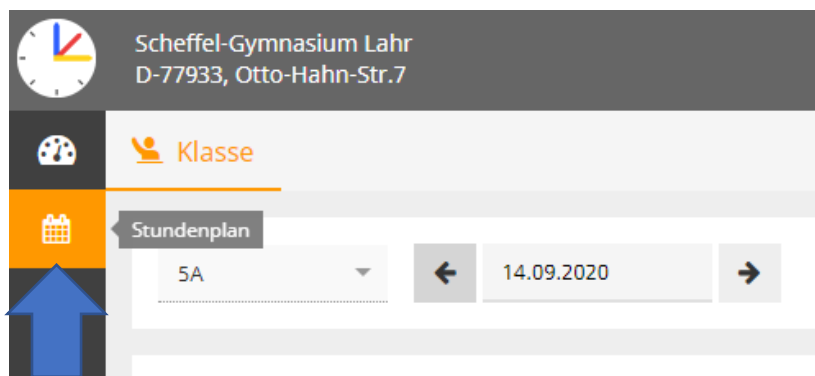 Scheffel-Gymnasium Lahr
D-77933, Otto-Hahn-Str.7
Klasse
Stundenplan
5A
14.09.2020